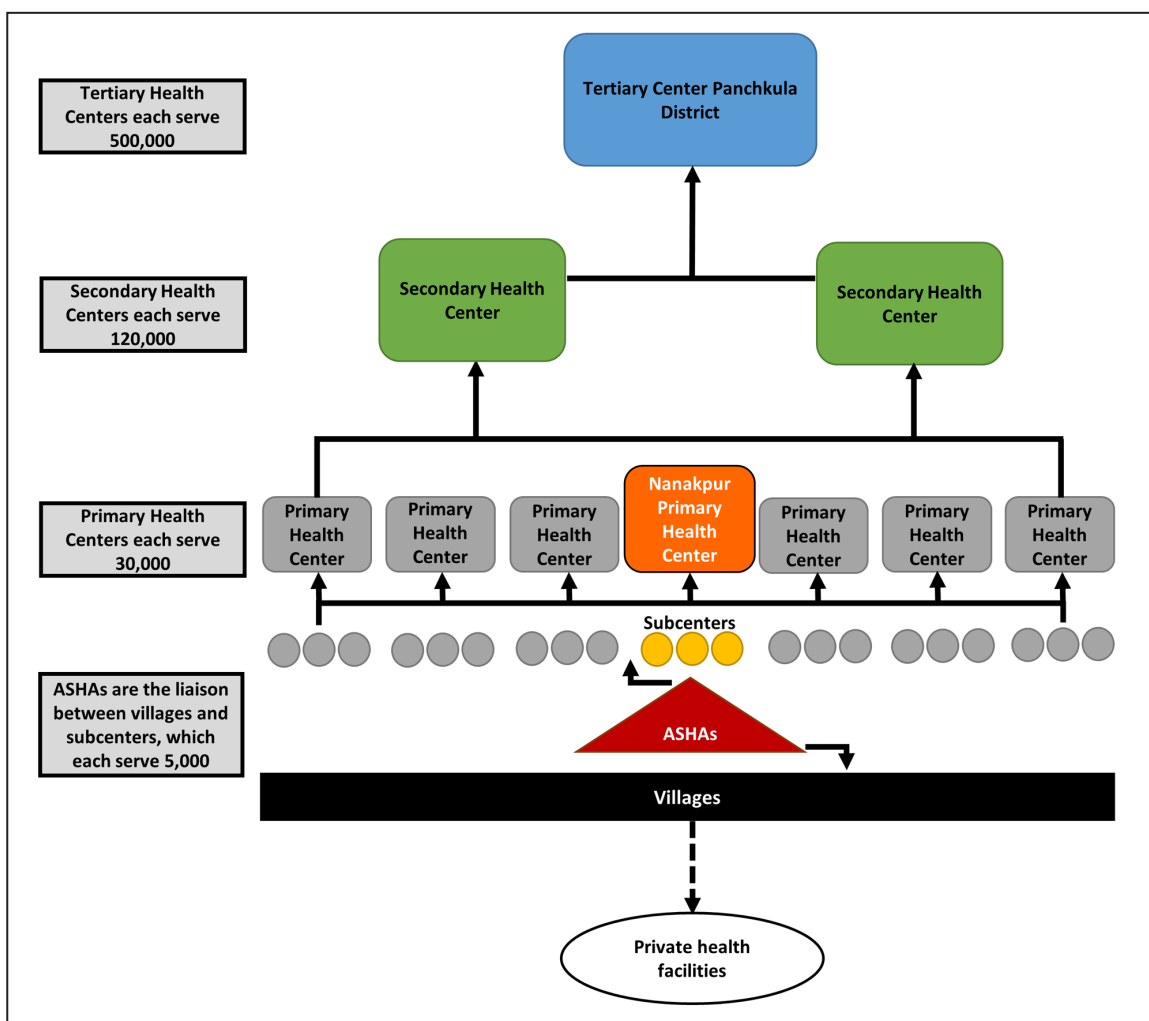 Tertiary Health
Centers each serve
500,000
Tertiary Center Panchkula
District
Secondary Health
Centers each serve
120,000
Secondary Health
Center
Secondary Health
Center
Primary Health
Centers each serve
30,000
Primary
Health
Center
Primary
Health
Center
Primary
Health
Center
Nanakpur
Primary
Health
Center
Primary
Health
Center
Primary
Health
Center
Primary
Health
Center
Subcenters
ASHAs are the liaison
between villages and
subcenters, which
each serve 5,000
ASHAs
Villages
Private health
facilities